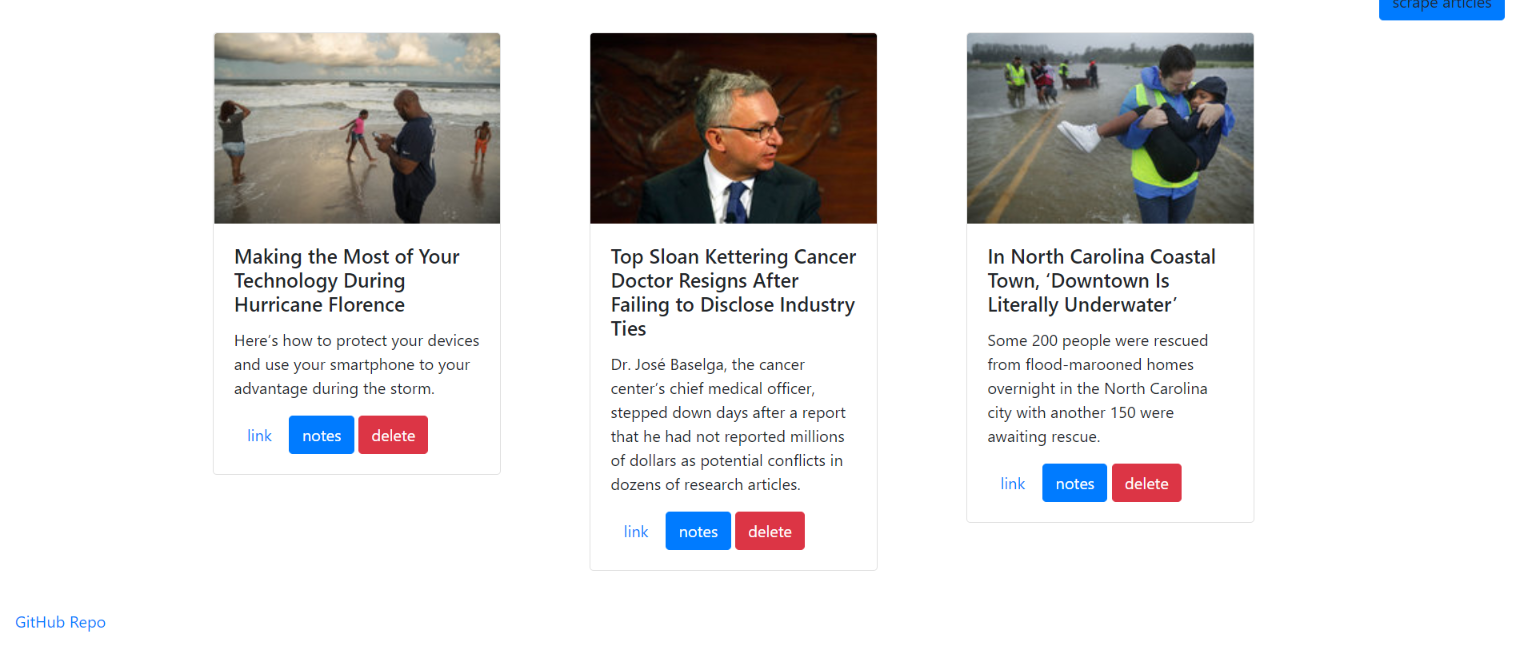 scrape articles
Making the Most of Your
Technology During
Hurricane Florence
Here’s how to protect your devices
and use your smartphone to your
advantage during the storm.
link notes delete
Top Sloan Kettering Cancer
Doctor Resigns After
Failing to Disclose Industry
Ties
Dr. José Baselga, the cancer
center’s chief medical officer,
stepped down days after a report
that he had not reported millions
of dollars as potential conflicts in
dozens of research articles.
link notes delete
In North Carolina Coastal
Town, ‘Downtown Is
Literally Underwater’
Some 200 people were rescued
from flood-marooned homes
overnight in the North Carolina
city with another 150 were
awaiting rescue.
link notes delete
GitHub Repo